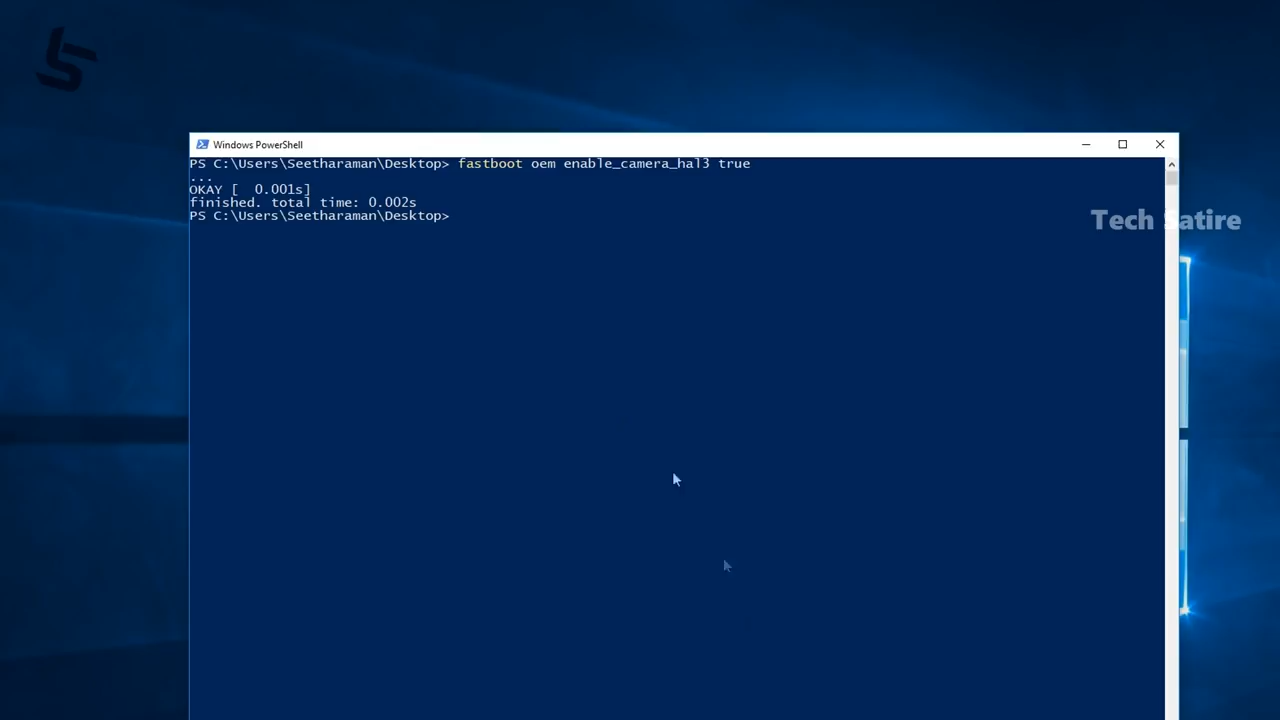 Windows PowerShell
PS C:\Users\Seetharaman\Desktop> fastboot oem enable_camera_hal3 true
...
OKAY [  0.001s]
finished. total time: 0.002s
PS C:\Users\Seetharaman\Desktop>
Tech Satire